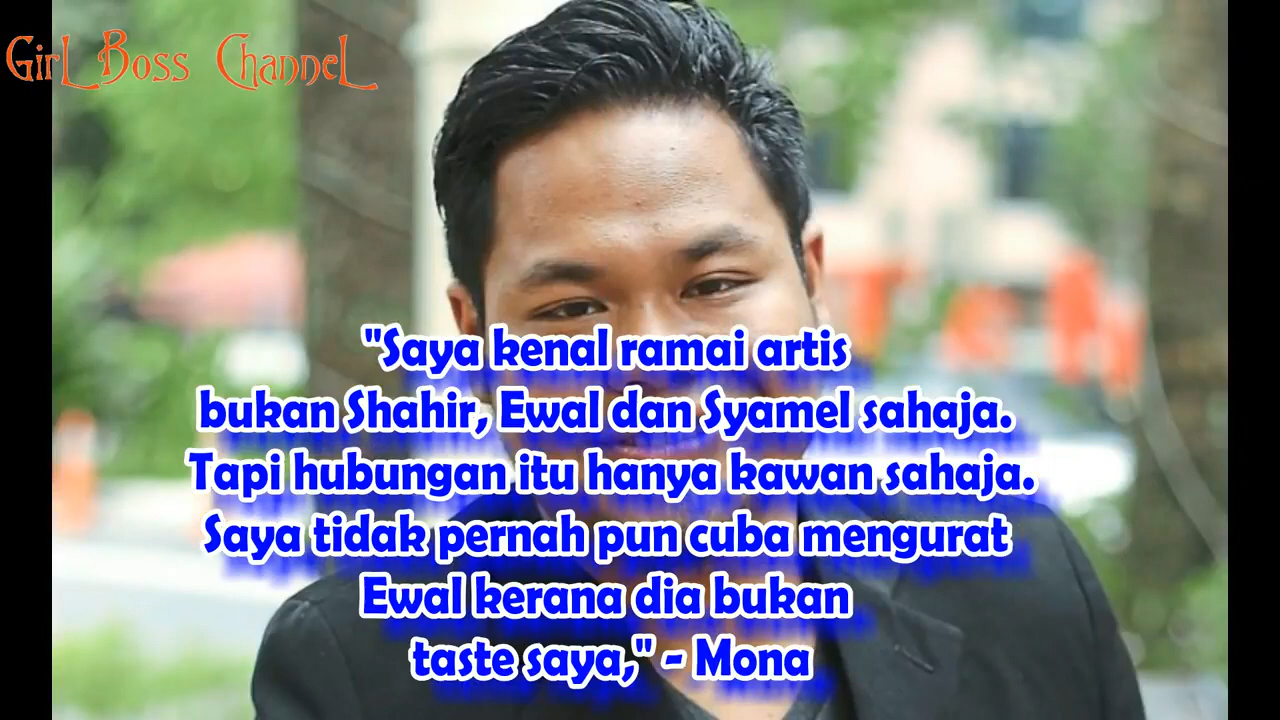 GirL Boss ChanneL
"Saya kenal ramai artis
bukan Shahir, Ewal dan Syamel sahaja.
Tapi hubungan itu hanya kawan sahaja.
Saya tidak pernah pun cuba mengurat
Ewal kerana dia bukan
taste saya," - Mona